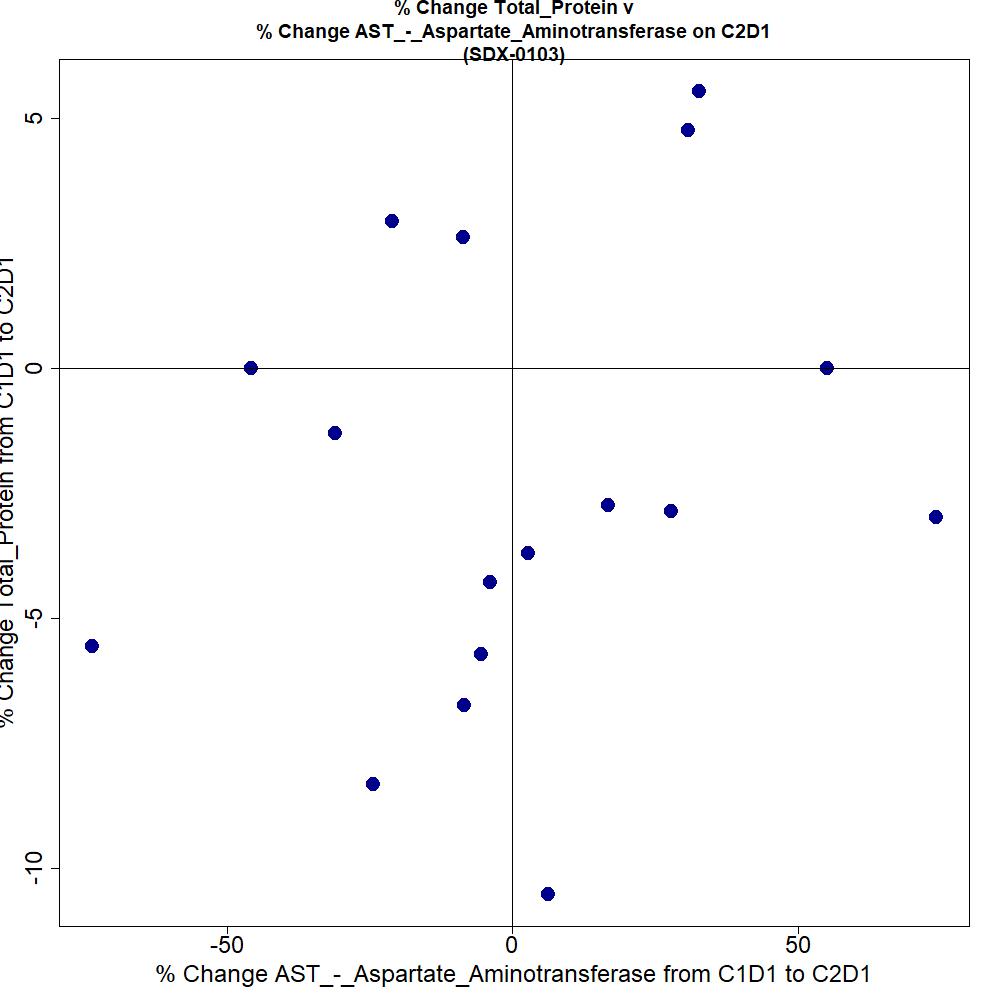 % Change Total_Protein v
% Change AST_-_Aspartate_Aminotransferase on C2D1
(SDX-0103)
% Change Total_Protein from C1D1 to C2D1
5
0
-5
-10
-50
0
50
% Change AST_-_Aspartate_Aminotransferase from C1D1 to C2D1